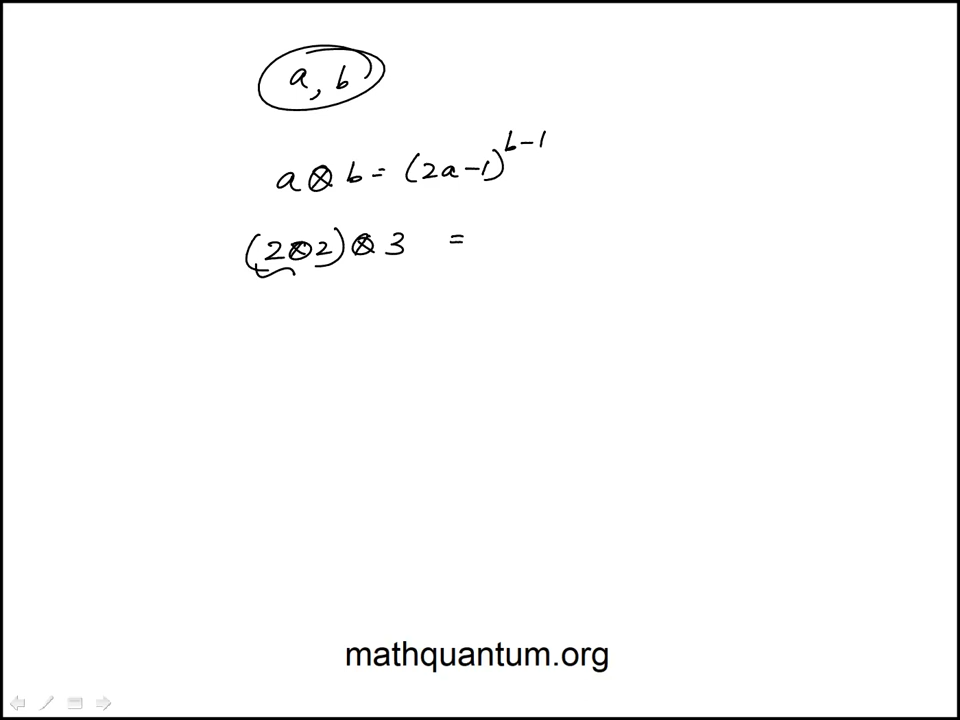 a, b
a ⊗ b = (2a-1)^{b-1}
(2⊗2)⊗3 =
mathquantum.org